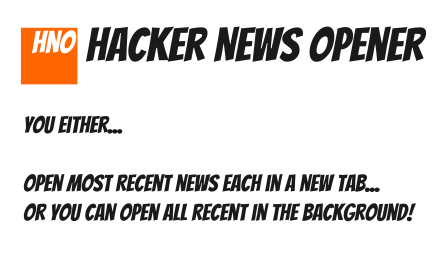 HNO HACKER NEWS OPENER
YOU EITHER...
OPEN MOST RECENT NEWS EACH IN A NEW TAB...
OR YOU CAN OPEN ALL RECENT IN THE BACKGROUND!